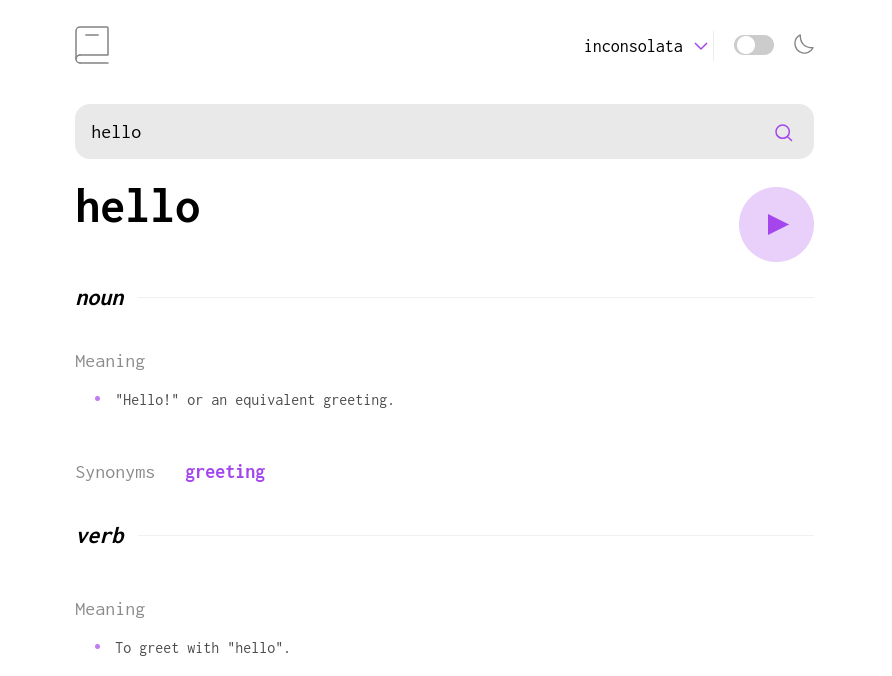 inconsolata
hello
hello
noun
Meaning
"Hello!" or an equivalent greeting.
Synonyms greeting
verb
Meaning
To greet with "hello".